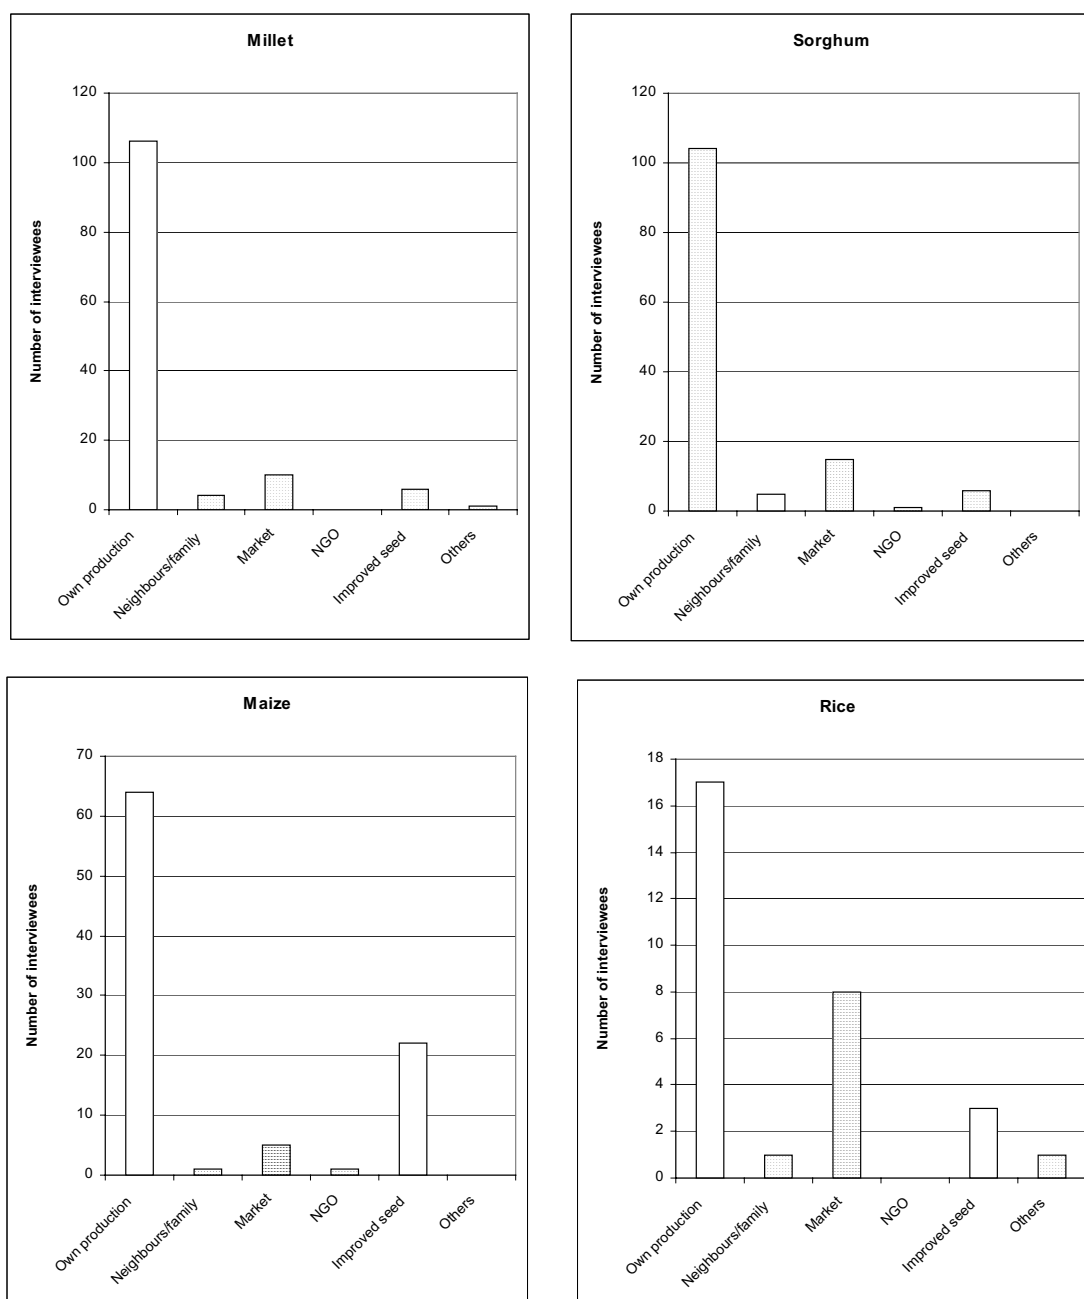 Millet
Number of interviewees
120
100
80
60
40
20
0
Own production
Neighbours/family
Market
NGO
Improved seed
Others
Sorghum
Number of interviewees
120
100
80
60
40
20
0
Own production
Neighbours/family
Market
NGO
Improved seed
Others
Maize
Number of interviewees
70
60
50
40
30
20
10
0
Own production
Neighbours/family
Market
NGO
Improved seed
Others
Rice
Number of interviewees
18
16
14
12
10
8
6
4
2
0
Own production
Neighbours/family
Market
NGO
Improved seed
Others